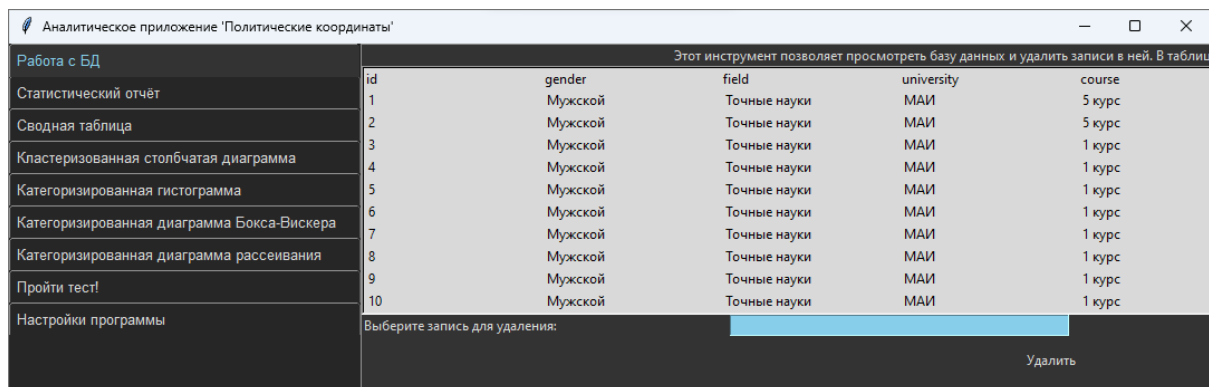 Аналитическое приложение 'Политические координаты'
Работа с БД
Статистический отчёт
Сводная таблица
Кластеризованная столбчатая диаграмма
Категоризированная гистограмма
Категоризированная диаграмма Бокса-Вискера
Категоризированная диаграмма рассеивания
Пройти тест!
Настройки программы
Этот инструмент позволяет просмотреть базу данных и удалить записи в ней. В таблиц
id gender field university course
1 Мужской Точные науки МАИ 5 курс
2 Мужской Точные науки МАИ 5 курс
3 Мужской Точные науки МАИ 1 курс
4 Мужской Точные науки МАИ 1 курс
5 Мужской Точные науки МАИ 1 курс
6 Мужской Точные науки МАИ 1 курс
7 Мужской Точные науки МАИ 1 курс
8 Мужской Точные науки МАИ 1 курс
9 Мужской Точные науки МАИ 1 курс
10 Мужской Точные науки МАИ 1 курс
Выберите запись для удаления:
Удалить